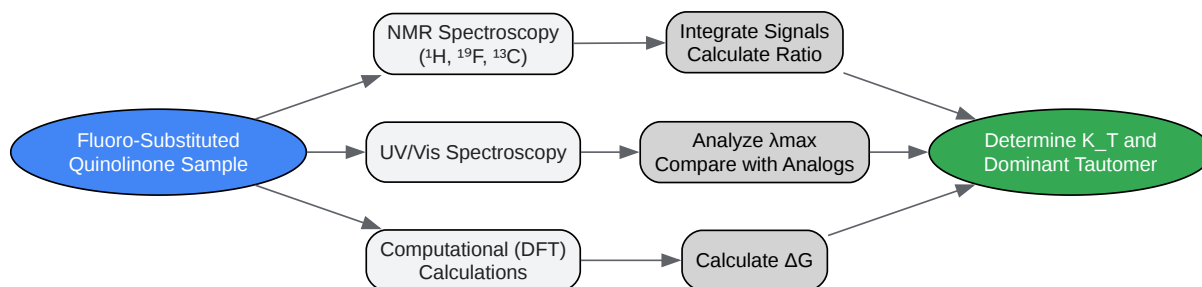 NMR Spectroscopy
(¹H, ¹⁹F, ¹³C)
Integrate Signals
Calculate Ratio
Fluoro-Substituted
Quinolinone Sample
UV/Vis Spectroscopy
Analyze λmax
Compare with Analogs
Determine K_T and
Dominant Tautomer
Computational (DFT)
Calculations
Calculate ΔG